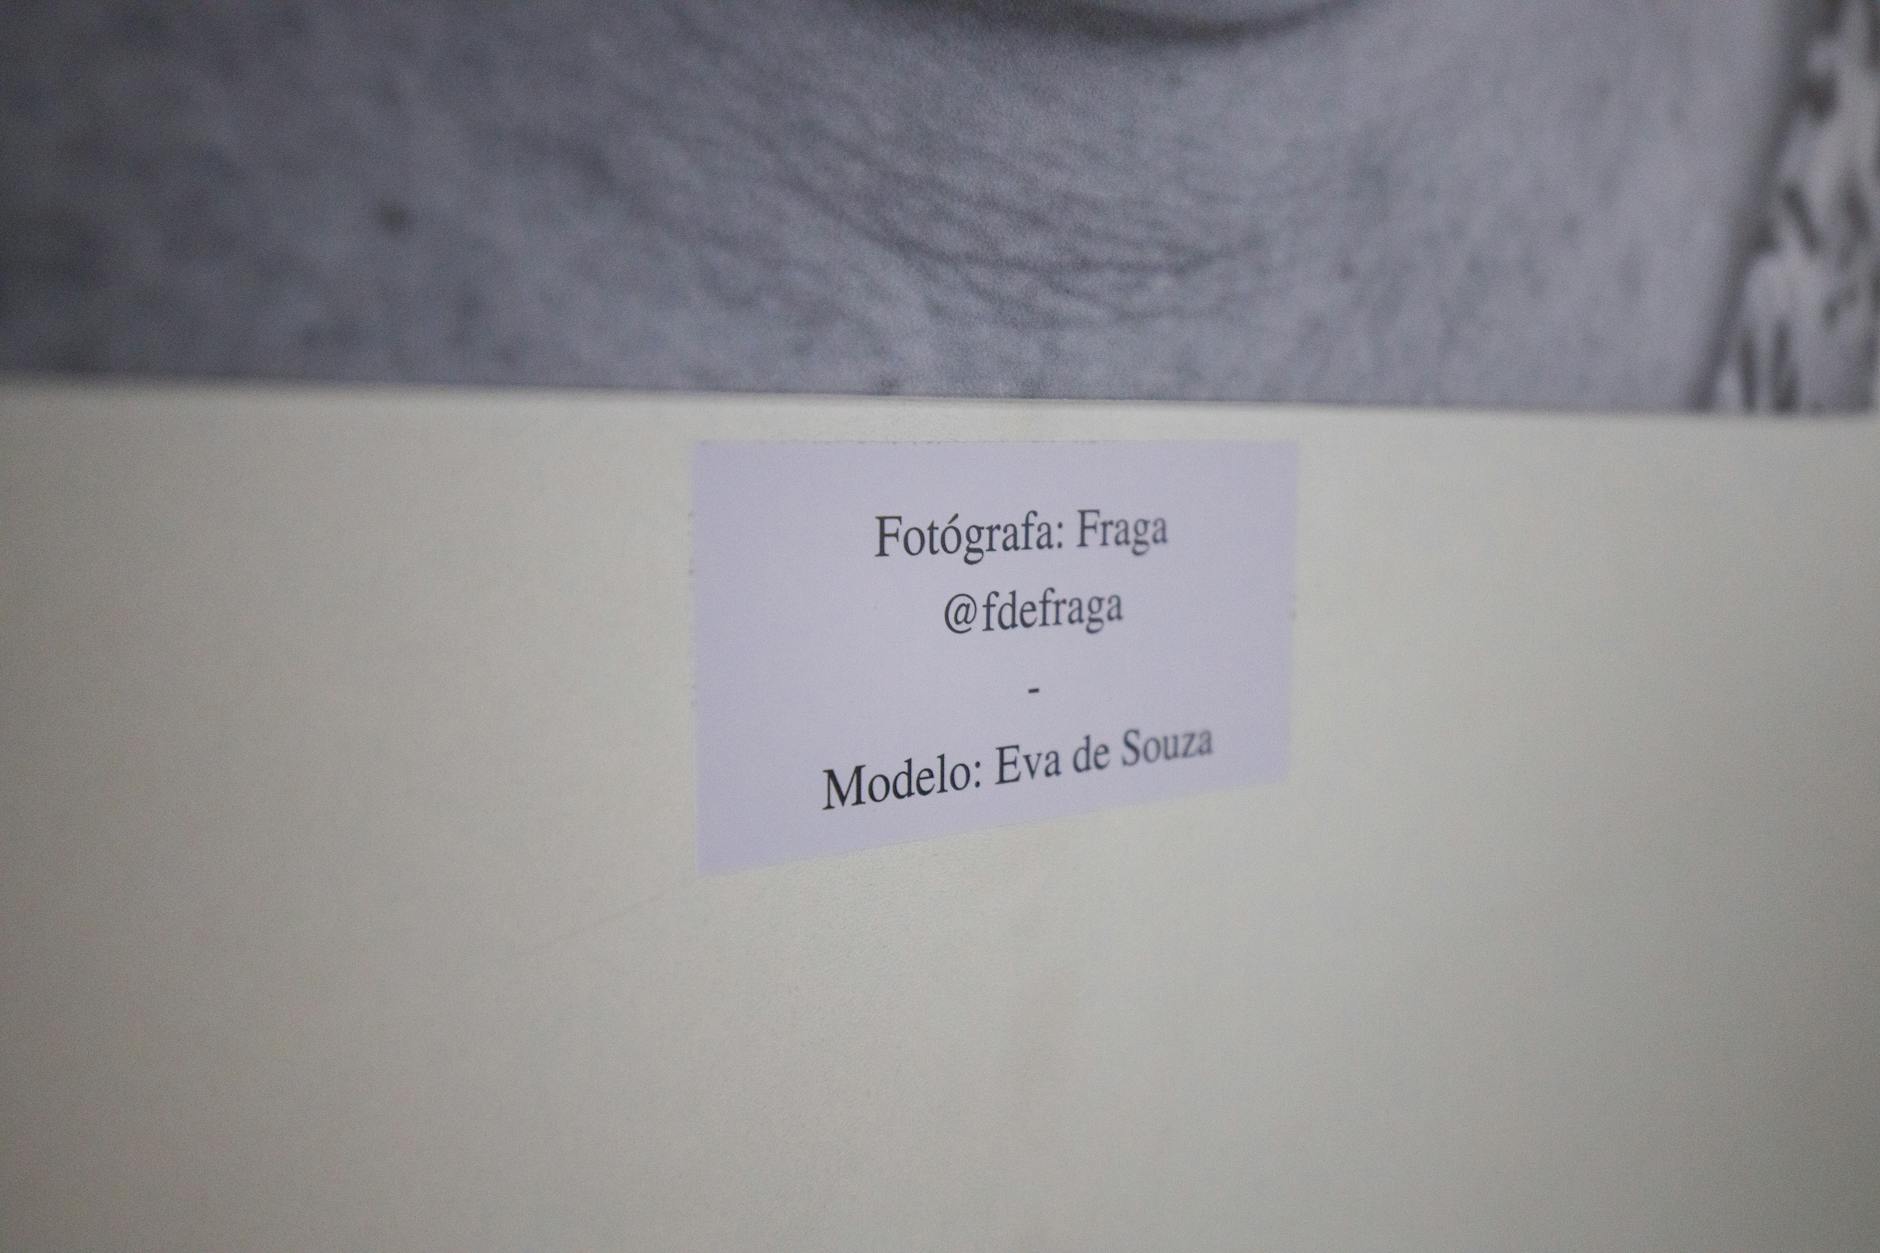 Fotógrafa: Fraga
@fdefraga
-
Modelo: Eva de Souza